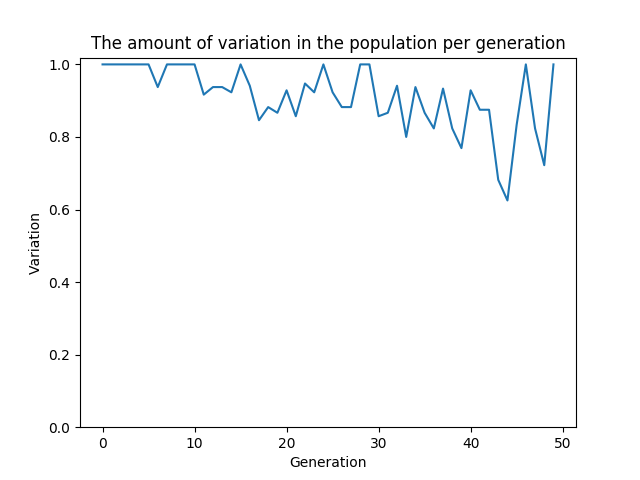 The amount of variation in the population per generation
1.0
0.8
0.6
0.4
0.2
0.0
Variation
0 10 20 30 40 50
Generation